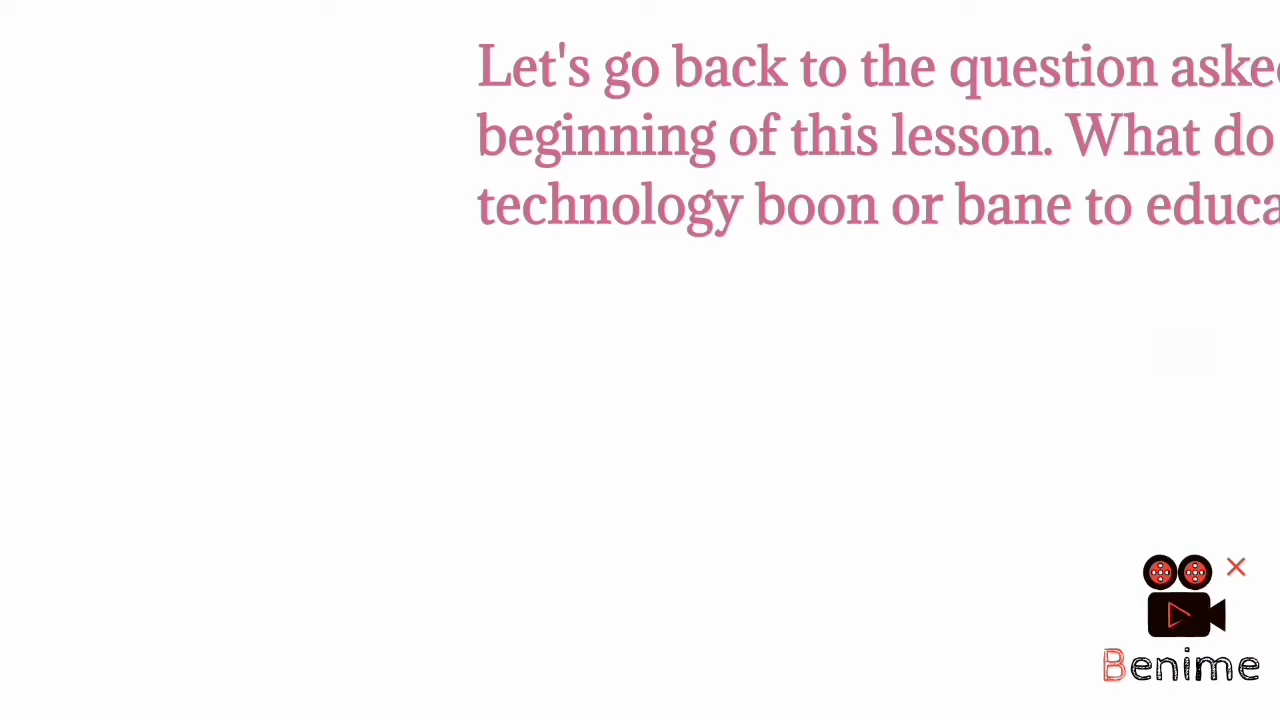 Let's go back to the question asked
beginning of this lesson. What do
technology boon or bane to educa
Benime